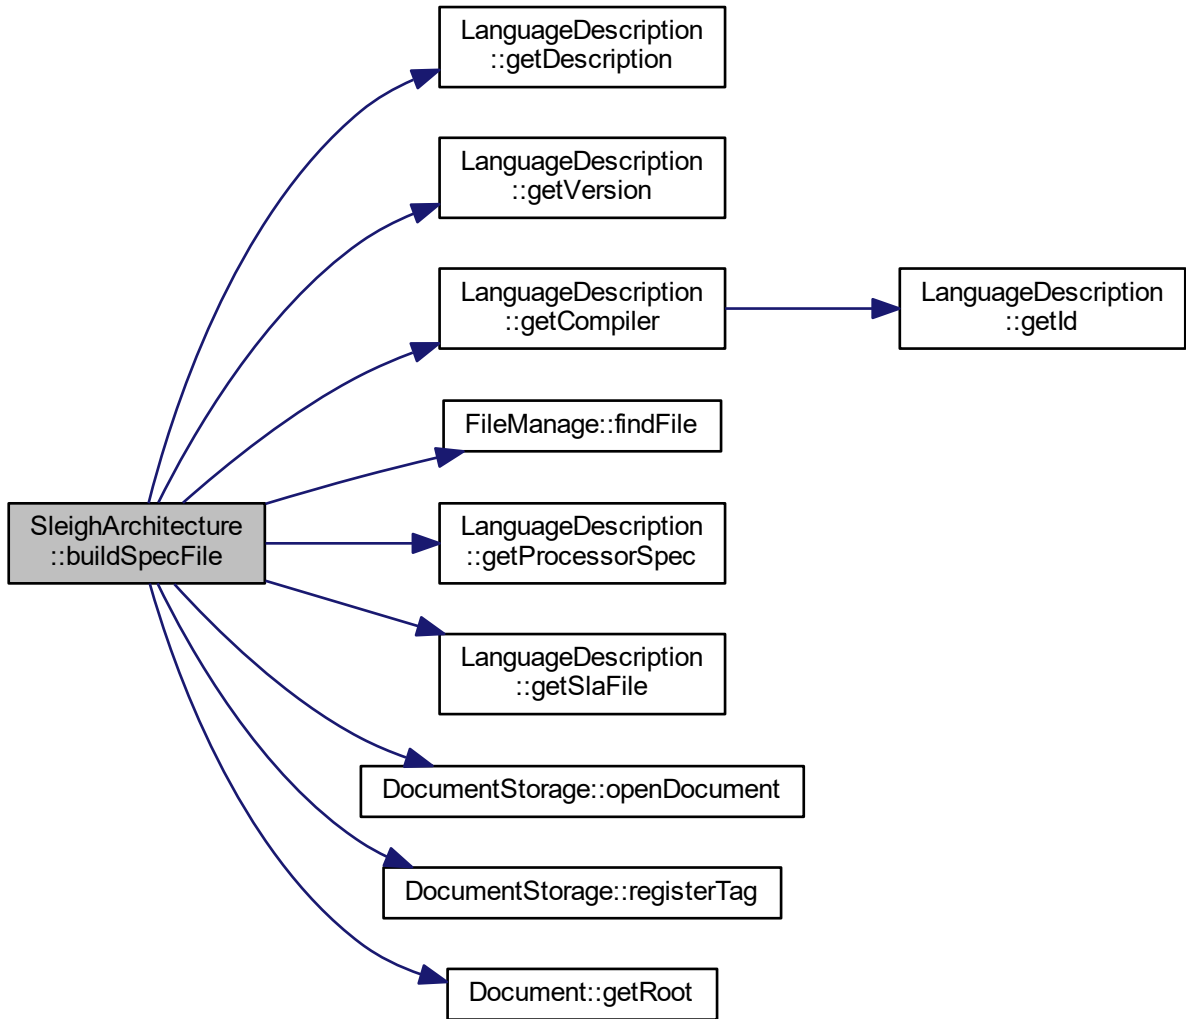 LanguageDescription
::getDescription
LanguageDescription
::getVersion
LanguageDescription
::getCompiler
LanguageDescription
::getId
FileManage::findFile
SleighArchitecture
::buildSpecFile
LanguageDescription
::getProcessorSpec
LanguageDescription
::getSlaFile
DocumentStorage::openDocument
DocumentStorage::registerTag
Document::getRoot